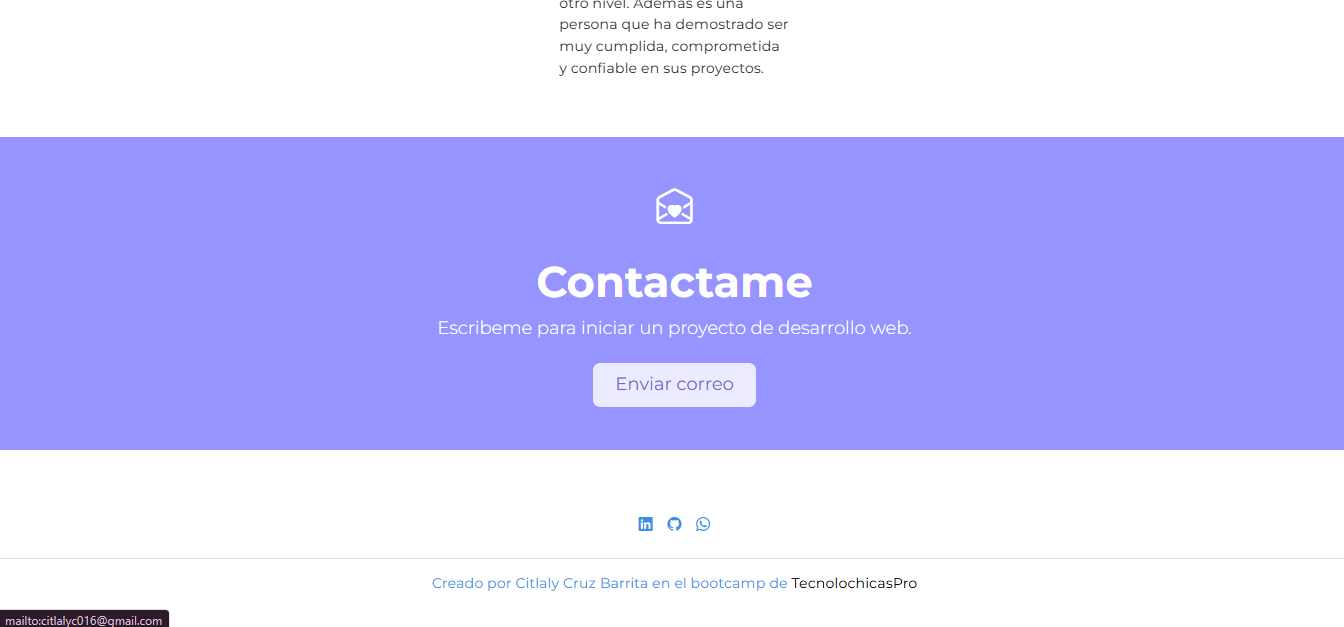 otro nivel. Además es una
persona que ha demostrado ser
muy cumplida, comprometida
y confiable en sus proyectos.
Contactame
Escribeme para iniciar un proyecto de desarrollo web.
Enviar correo
in
Creado por Citlaly Cruz Barrita en el bootcamp de TecnolochicasPro
mailto:citlalyc016@gmail.com